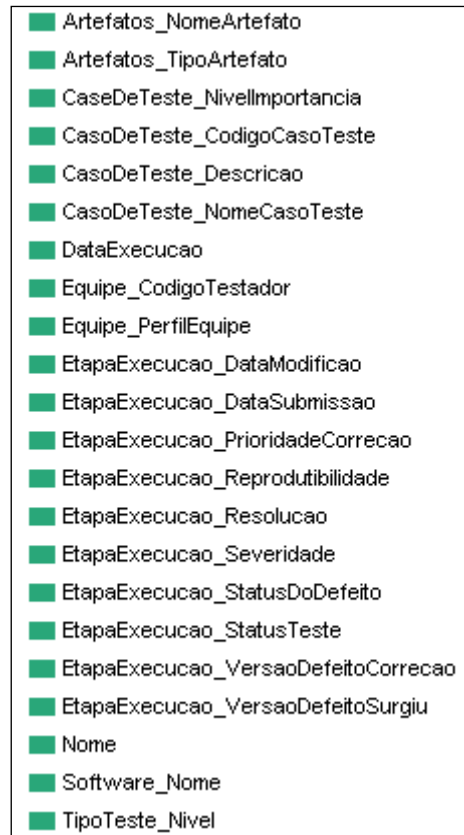 Artefatos_NomeArtefato
Artefatos_TipoArtefato
CaseDeTeste_NivelImportancia
CasoDeTeste_CodigoCasoTeste
CasoDeTeste_Descricao
CasoDeTeste_NomeCasoTeste
DataExecucao
Equipe_CodigoTestador
Equipe_PerfilEquipe
EtapaExecucao_DataModificao
EtapaExecucao_DataSubmissao
EtapaExecucao_PrioridadeCorrecao
EtapaExecucao_Reprodutibilidade
EtapaExecucao_Resolucao
EtapaExecucao_Severidade
EtapaExecucao_StatusDoDefeito
EtapaExecucao_StatusTeste
EtapaExecucao_VersaoDefeitoCorrecao
EtapaExecucao_VersaoDefeitoSurgiu
Nome
Software_Nome
TipoTeste_Nivel